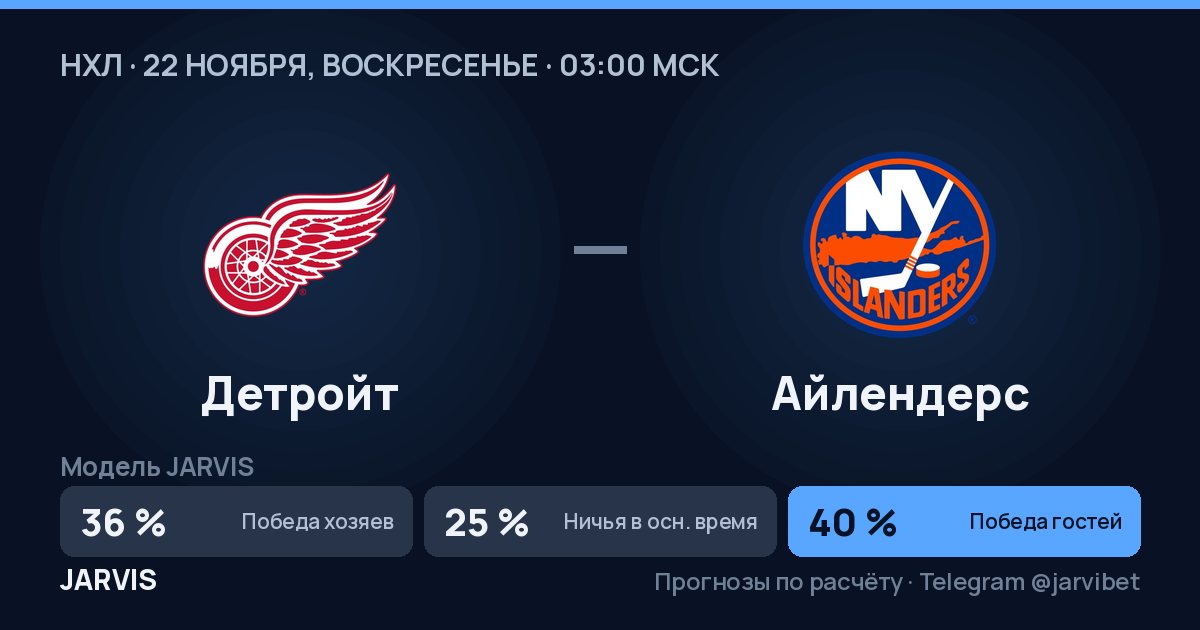 НХЛ · 22 НОЯБРЯ, ВОСКРЕСЕНЬЕ · 03:00 МСК
NY
ISLANDERS
—
Детройт
Айлендерс
Модель JARVIS
36 % Победа хозяев
25 % Ничья в осн. время
40 % Победа гостей
JARVIS
Прогнозы по расчёту · Telegram @jarvibet